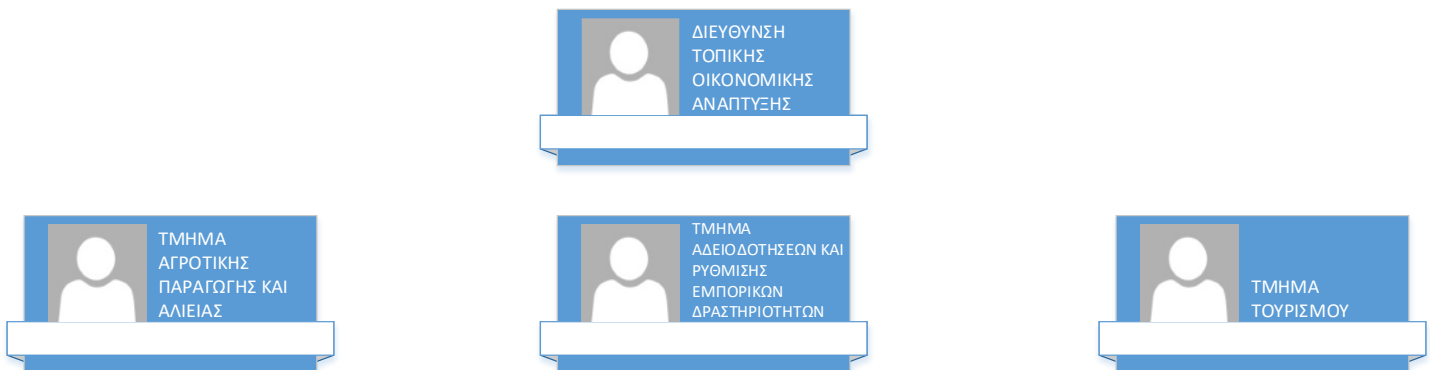 ΔΙΕΥΘΥΝΣΗ
ΤΟΠΙΚΗΣ
ΟΙΚΟΝΟΜΙΚΗΣ
ΑΝΑΠΤΥΞΗΣ
ΤΜΗΜΑ
ΑΓΡΟΤΙΚΗΣ
ΠΑΡΑΓΩΓΗΣ ΚΑΙ
ΑΛΙΕΙΑΣ
ΤΜΗΜΑ
ΑΔΕΙΟΔΟΤΗΣΕΩΝ ΚΑΙ
ΡΥΘΜΙΣΗΣ
ΕΜΠΟΡΙΚΩΝ
ΔΡΑΣΤΗΡΙΟΤΗΤΩΝ
ΤΜΗΜΑ
ΤΟΥΡΙΣΜΟΥ